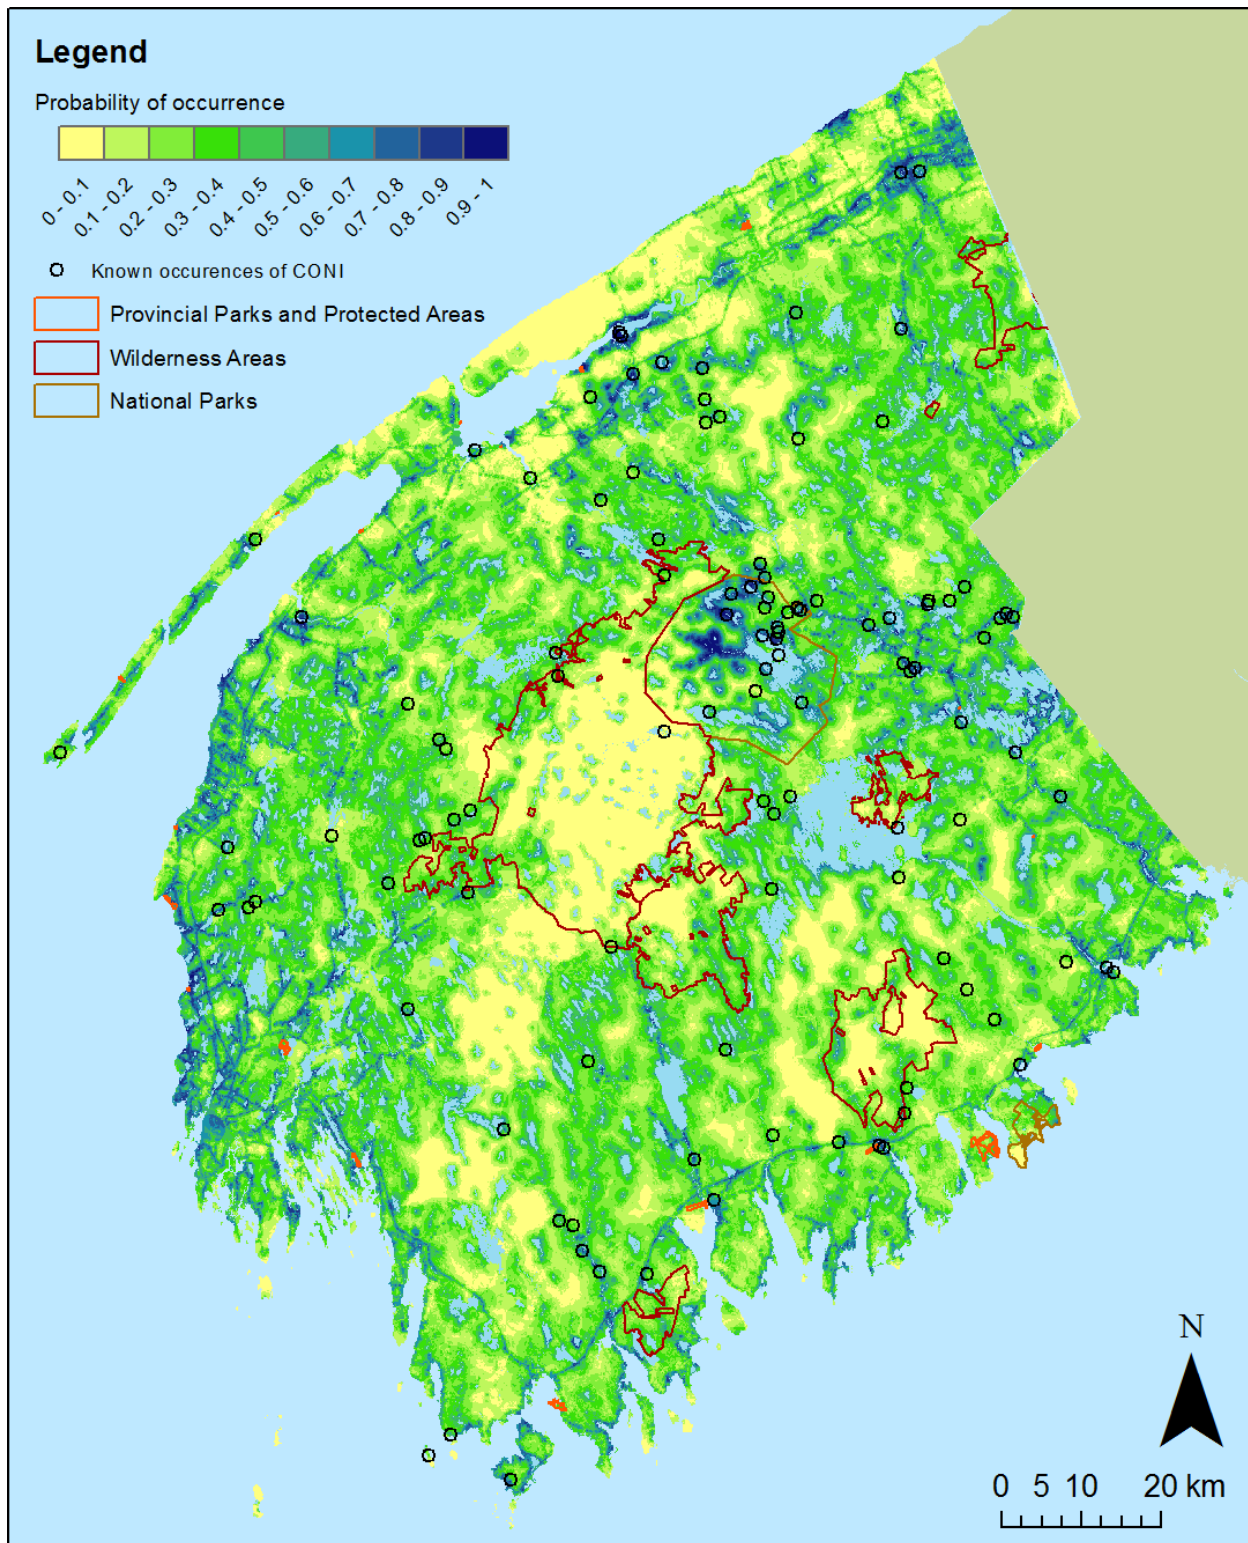 Legend
Probability of occurrence
0 - 0.1
0.1 - 0.2
0.2 - 0.3
0.3 - 0.4
0.4 - 0.5
0.5 - 0.6
0.6 - 0.7
0.7 - 0.8
0.8 - 0.9
0.9 - 1
Known occurences of CONI
Provincial Parks and Protected Areas
Wilderness Areas
National Parks
N
0 5 10 20 km